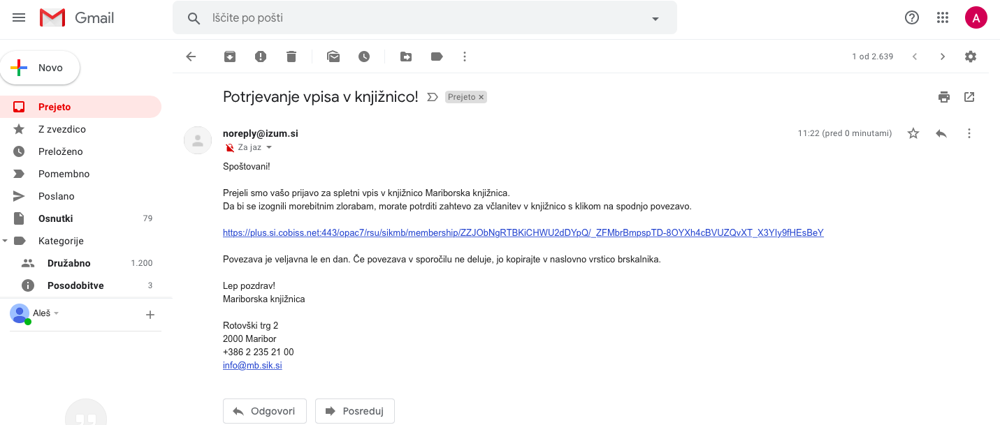 Gmail
Iščite po pošti
A
Novo
1 od 2.639
Prejeto
Z zvezdico
Preloženo
Pomembno
Poslano
Osnutki 79
Kategorije
Družabno 1.200
Posodobitve 3
Aleš
Potrjevanje vpisa v knjižnico! Prejeto ×
noreply@izum.si 11:22 (pred 0 minutami)
Za jaz
Spoštovani!
Prejeli smo vašo prijavo za spletni vpis v knjižnico Mariborska knjižnica.
Da bi se izognili morebitnim zlorabam, morate potrditi zahtevo za včlanitev v knjižnico s klikom na spodnjo povezavo.
https://plus.si.cobiss.net:443/opac7/rsu/sikmb/membership/ZZJObNgRTBKiCHWU2dDYpQ/_ZFMbrBmpspTD-8OYXh4cBVUZQvXT_X3YIy9fHEsBeY
Povezava je veljavna le en dan. Če povezava v sporočilu ne deluje, jo kopirajte v naslovno vrstico brskalnika.
Lep pozdrav!
Mariborska knjižnica
Rotovški trg 2
2000 Maribor
+386 2 235 21 00
info@mb.sik.si
Odgovori
Posreduj